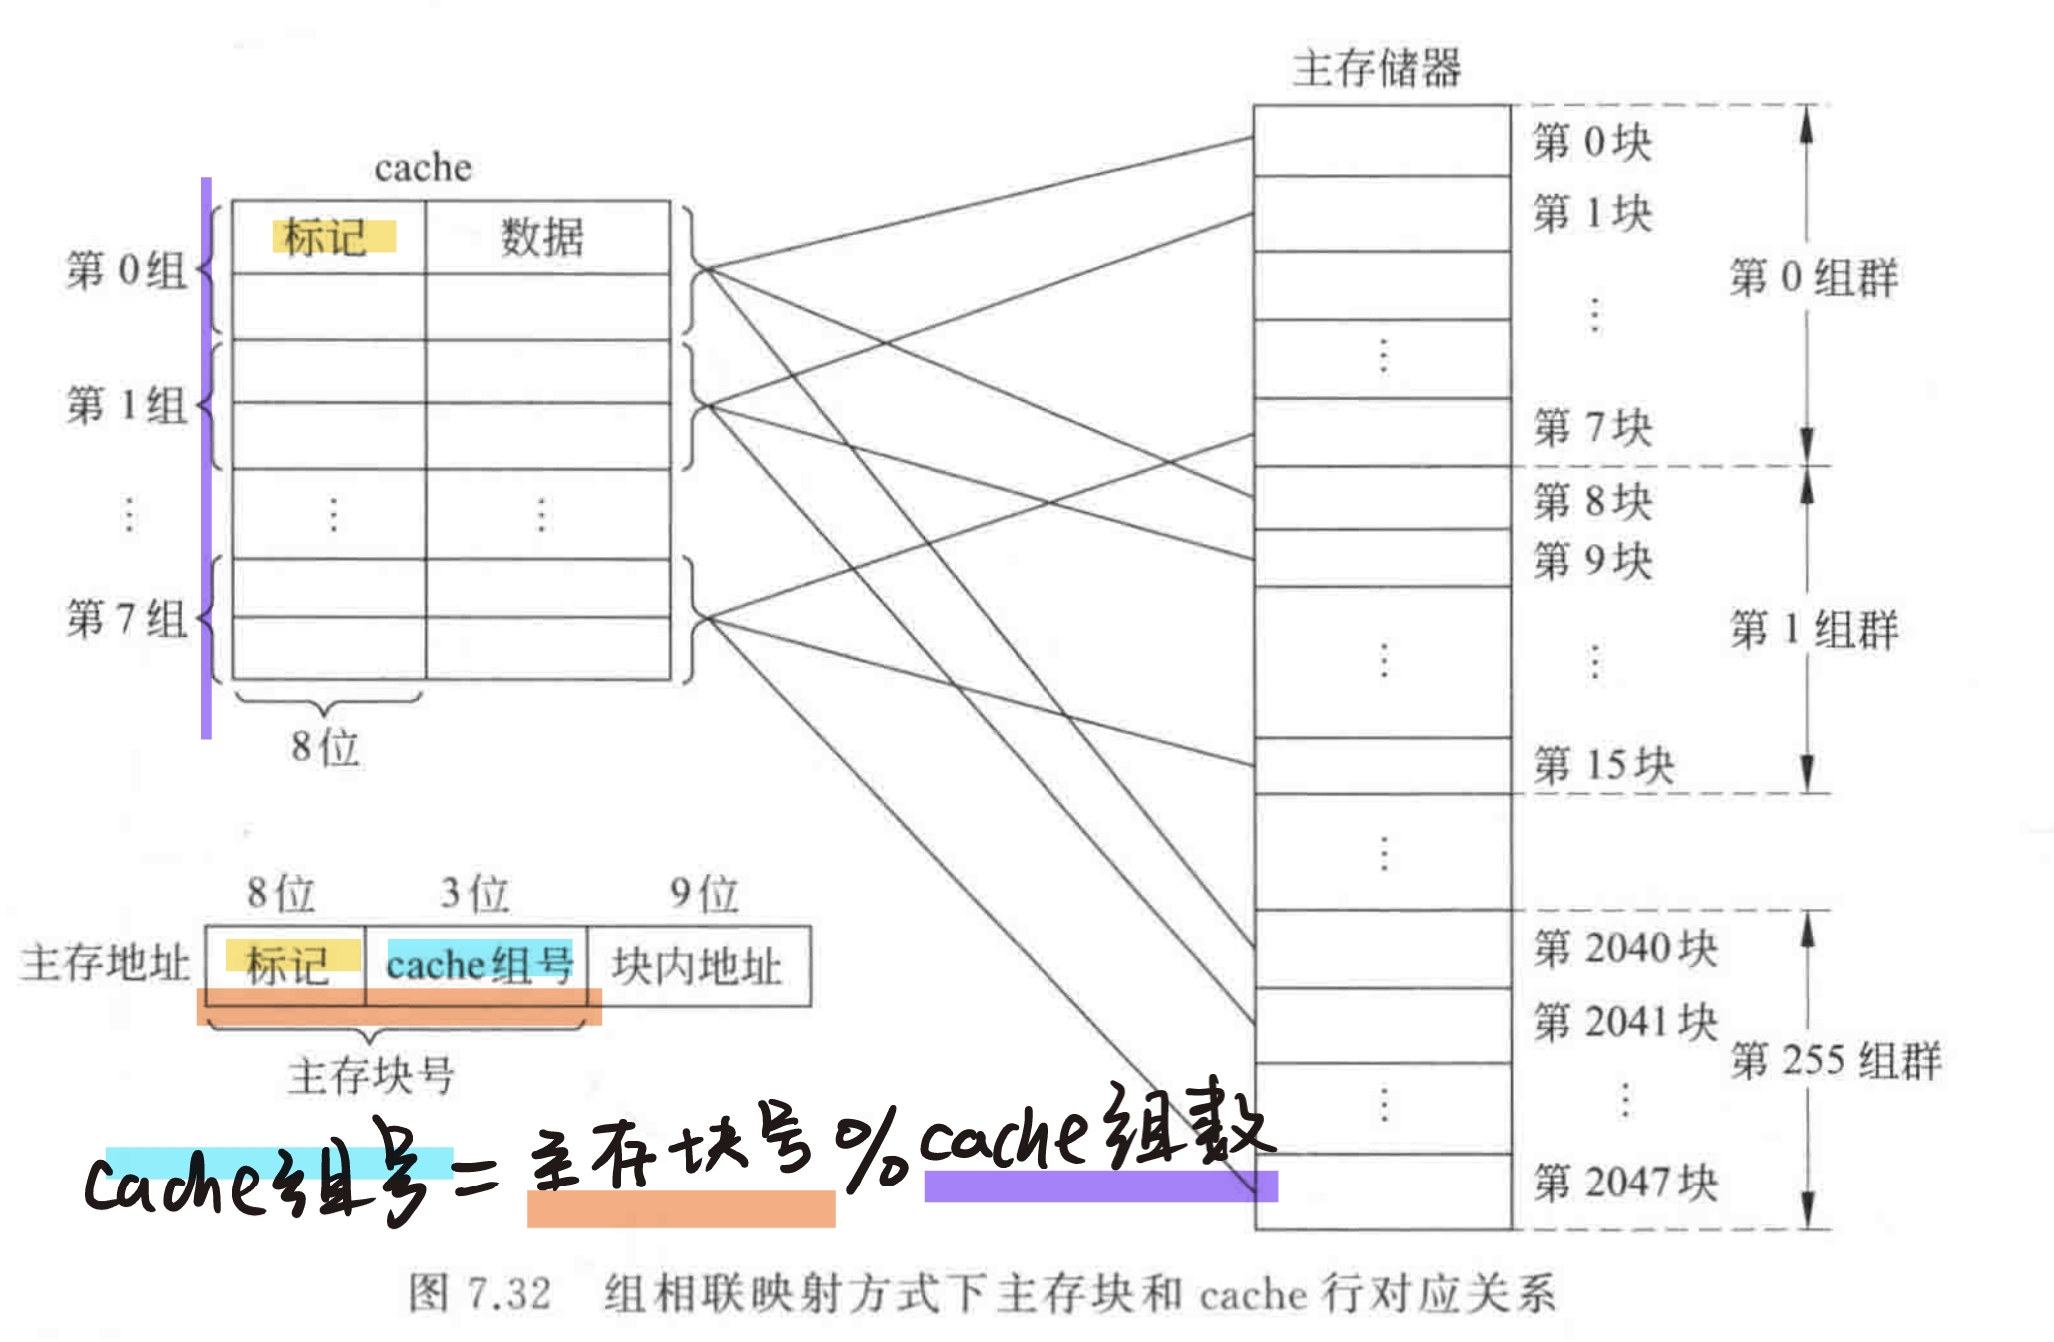 主存储器
cache
标记 数据
第 0 组
第 1 组
⋮ ⋮ ⋮
第 7 组
8 位
第 0 块
第 1 块
⋮ ⋮
第 7 块
第 0 组群
第 8 块
第 9 块
⋮ ⋮
第 15 块
第 1 组群
⋮
第 2040 块
第 2041 块
⋮ ⋮
第 2047 块
第 255 组群
8 位 3 位 9 位
主存地址 标记 cache组号 块内地址
主存块号
cache组号=主存块号%cache组数
图 7.32 组相联映射方式下主存块和 cache 行对应关系